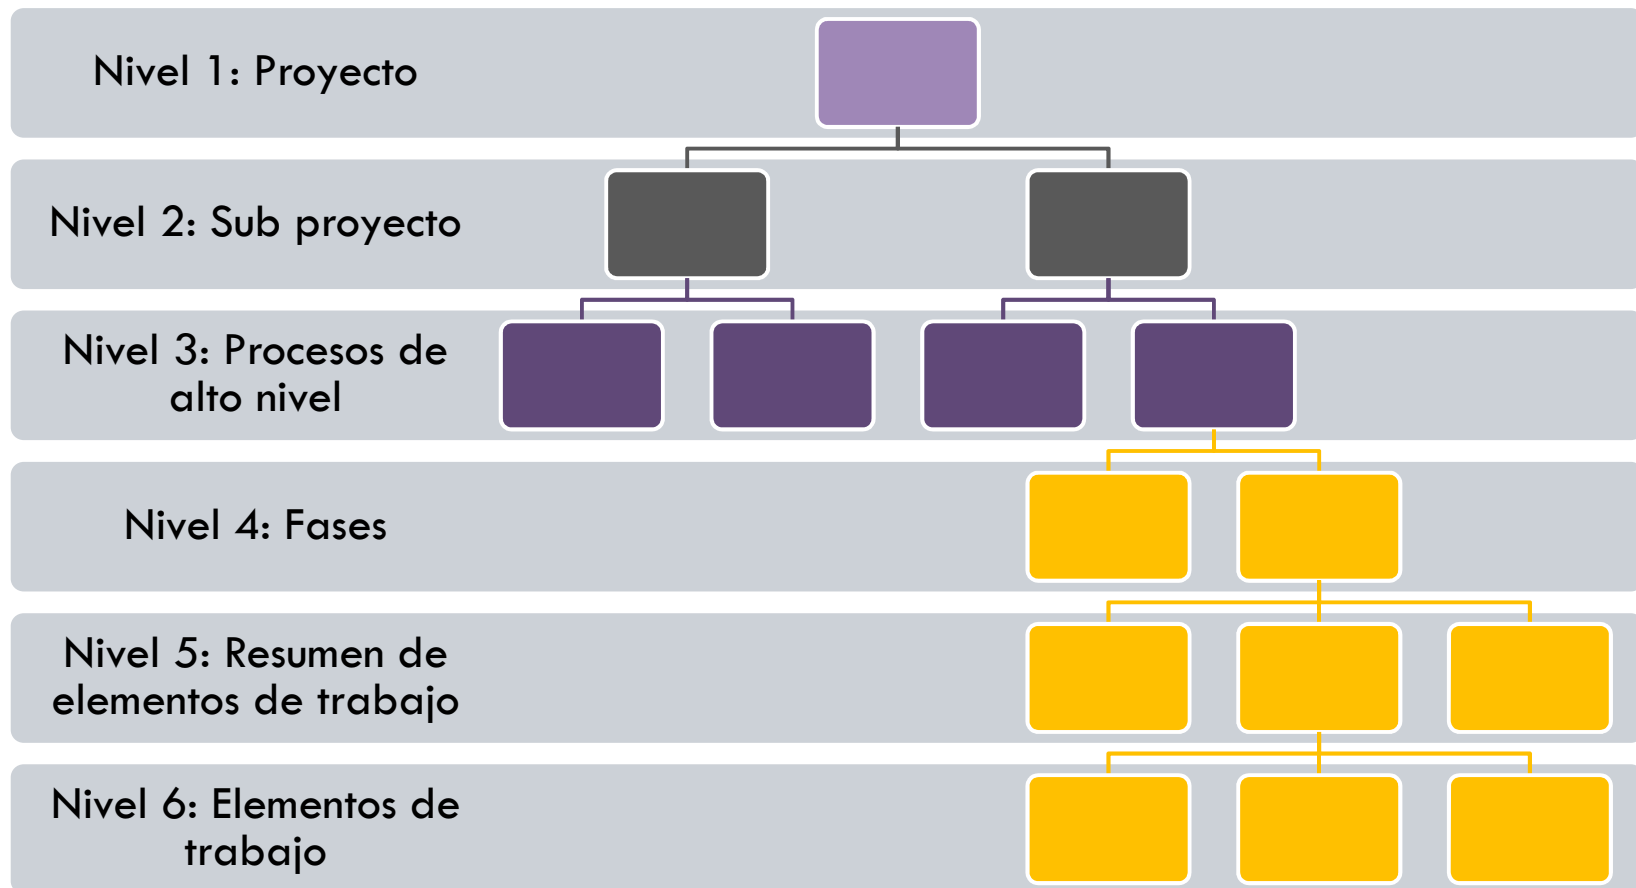 Nivel 1: Proyecto
Nivel 2: Sub proyecto
Nivel 3: Procesos de
alto nivel
Nivel 4: Fases
Nivel 5: Resumen de
elementos de trabajo
Nivel 6: Elementos de
trabajo